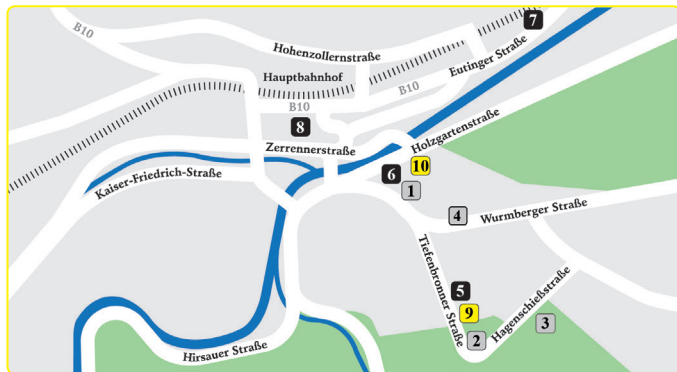 7
B10
Hohenzollernstraße
Eutinger Straße
Hauptbahnhof
B10
B10
8
Holzgartenstraße
Zerrennerstraße
10
6
Kaiser-Friedrich-Straße
1
4
Wurmberger Straße
Tiefenbronner Straße
Hagenschießstraße
5
9
3
2
Hirsauer Straße